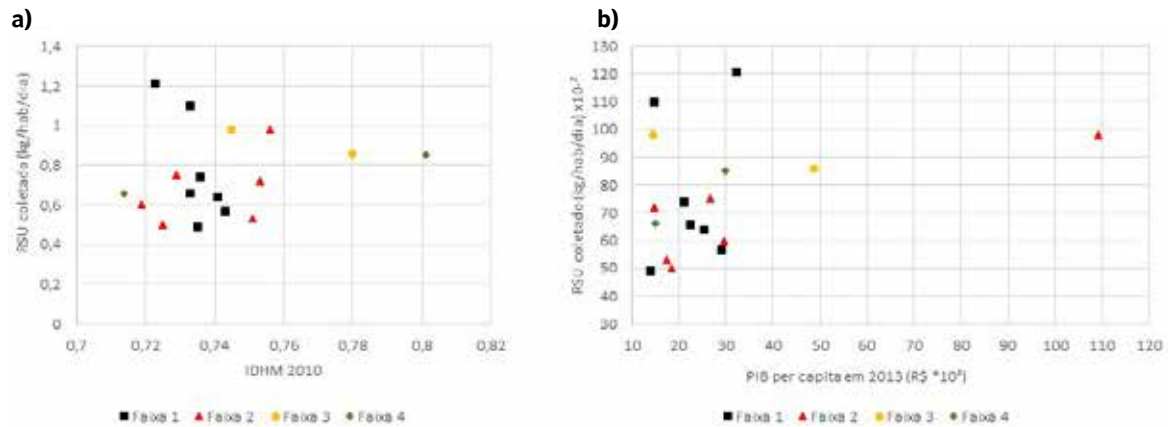 a)
RSU coletado (kg/hab/dia)
1,4
1,2
1
0,8
0,6
0,4
0,2
0
0,7 0,72 0,74 0,76 0,78 0,8 0,82
IDHM 2010
Faixa 1 Faixa 2 Faixa 3 Faixa 4
b)
RSU coletado (kg/hab/dia) x10⁻²
130
120
110
100
90
80
70
60
50
40
30
10 20 30 40 50 60 70 80 90 100 110 120
PIB per capita em 2013 (R$ *10³)
Faixa 1 Faixa 2 Faixa 3 Faixa 4